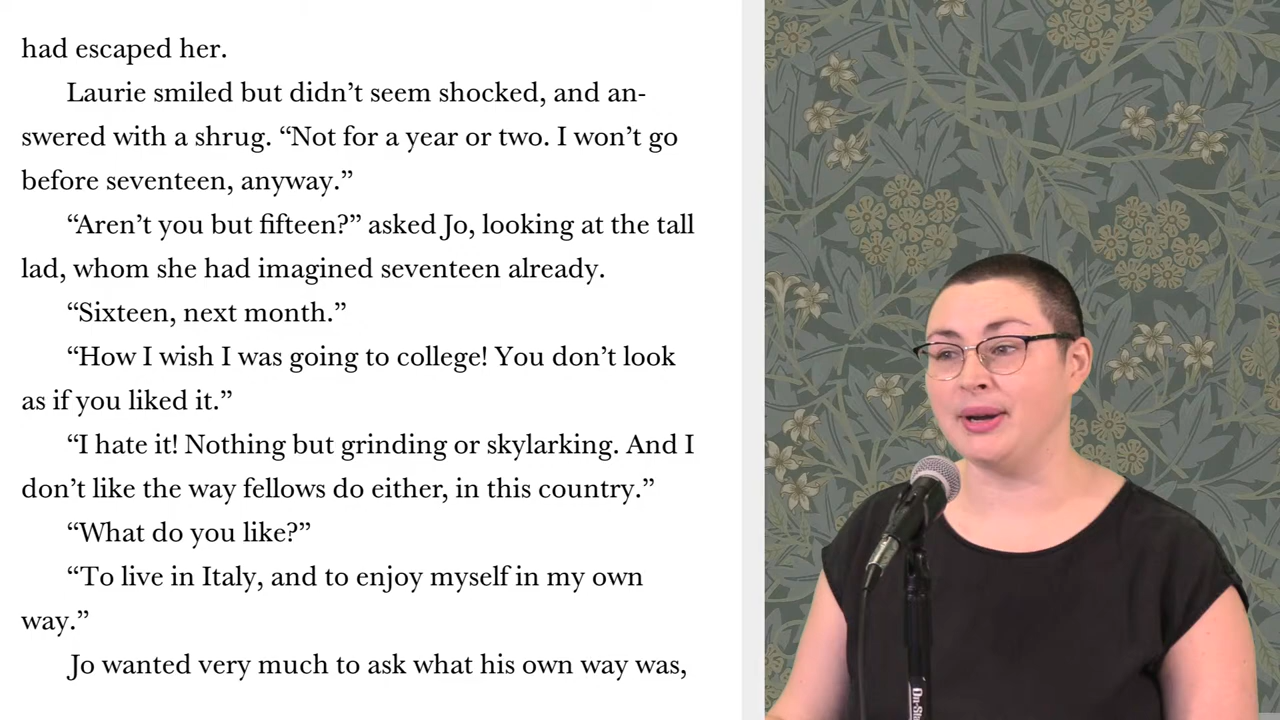 had escaped her.
Laurie smiled but didn’t seem shocked, and an-
swered with a shrug. “Not for a year or two. I won’t go
before seventeen, anyway.”
“Aren’t you but fifteen?” asked Jo, looking at the tall
lad, whom she had imagined seventeen already.
“Sixteen, next month.”
“How I wish I was going to college! You don’t look
as if you liked it.”
“I hate it! Nothing but grinding or skylarking. And I
don’t like the way fellows do either, in this country.”
“What do you like?”
“To live in Italy, and to enjoy myself in my own
way.”
Jo wanted very much to ask what his own way was,
On-Sta